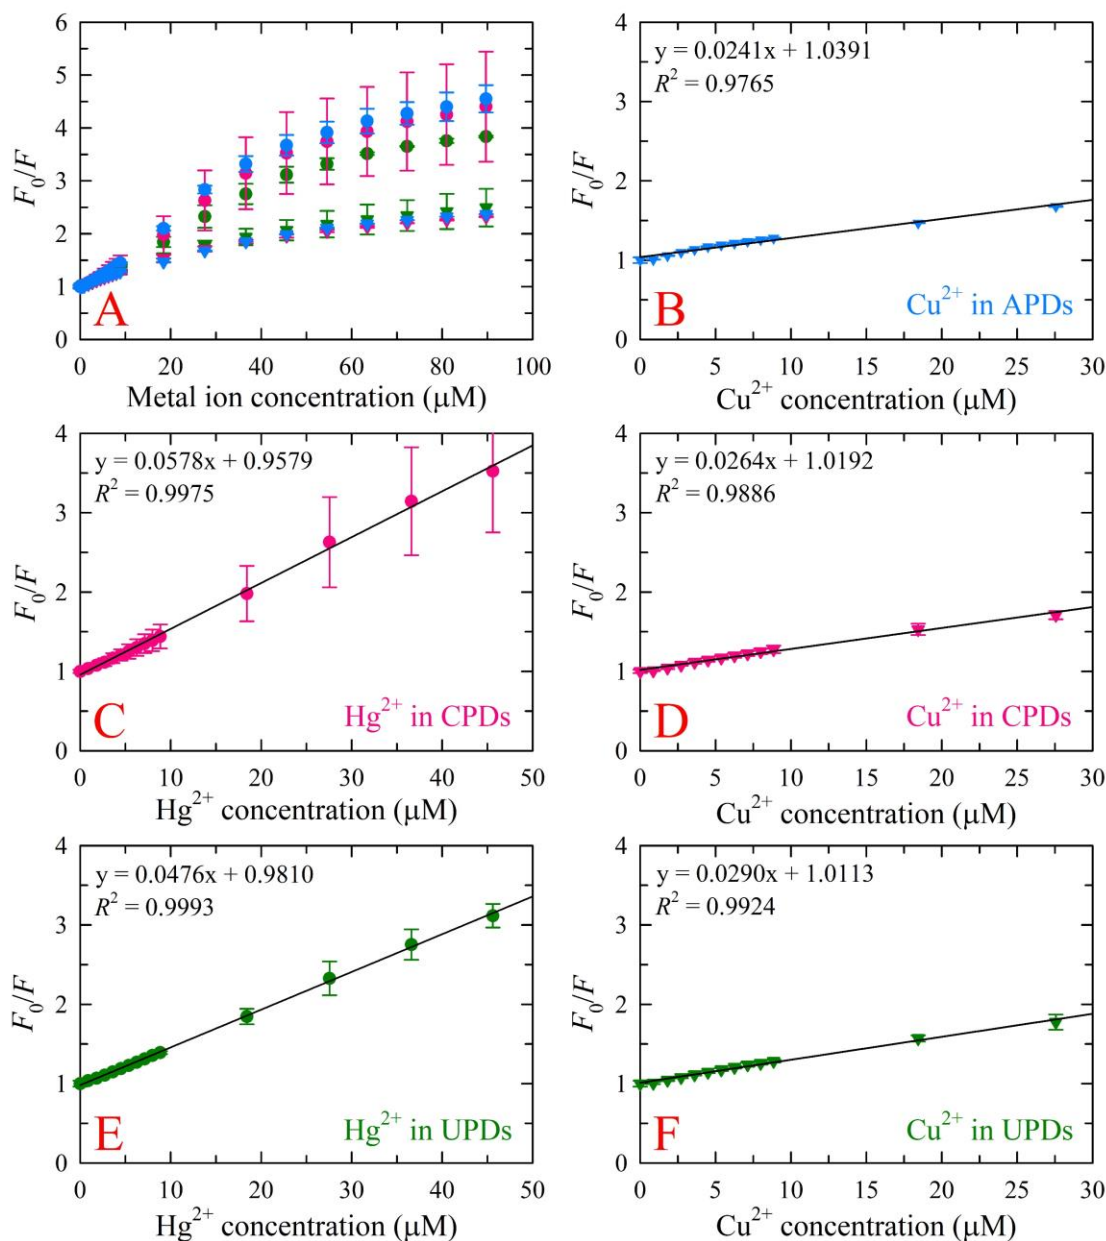 6
5
4
3
2
1
0
F₀/F
A
0 20 40 60 80 100
Metal ion concentration (μM)
4
3
2
1
0
F₀/F
y = 0.0241x + 1.0391
R² = 0.9765
Cu²⁺ in APDs
B
0 5 10 15 20 25 30
Cu²⁺ concentration (μM)
4
3
2
1
0
F₀/F
y = 0.0578x + 0.9579
R² = 0.9975
Hg²⁺ in CPDs
C
0 10 20 30 40 50
Hg²⁺ concentration (μM)
4
3
2
1
0
F₀/F
y = 0.0264x + 1.0192
R² = 0.9886
Cu²⁺ in CPDs
D
0 5 10 15 20 25 30
Cu²⁺ concentration (μM)
4
3
2
1
0
F₀/F
y = 0.0476x + 0.9810
R² = 0.9993
Hg²⁺ in UPDs
E
0 10 20 30 40 50
Hg²⁺ concentration (μM)
4
3
2
1
0
F₀/F
y = 0.0290x + 1.0113
R² = 0.9924
Cu²⁺ in UPDs
F
0 5 10 15 20 25 30
Cu²⁺ concentration (μM)